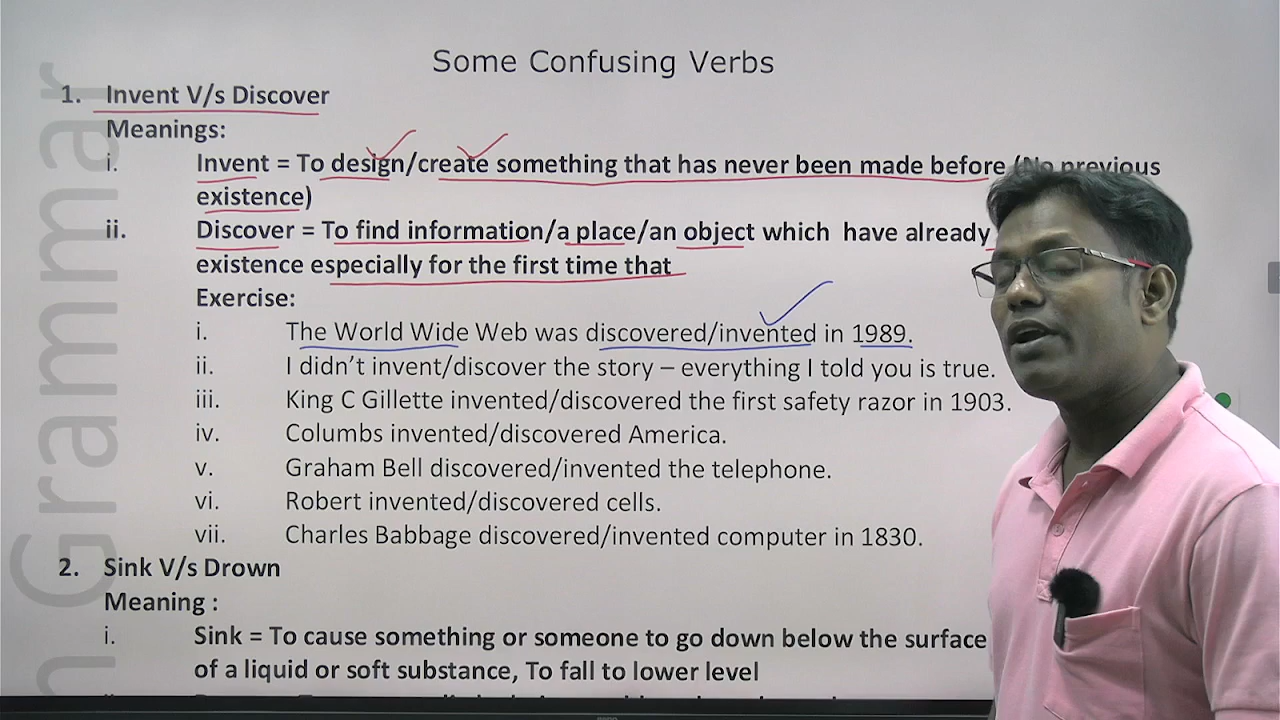 Some Confusing Verbs
1. Invent V/s Discover
Meanings:
i. Invent = To design/create something that has never been made before (No previous
existence)
ii. Discover = To find information/a place/an object which have already
existence especially for the first time that
Exercise:
i. The World Wide Web was discovered/invented in 1989.
ii. I didn’t invent/discover the story – everything I told you is true.
iii. King C Gillette invented/discovered the first safety razor in 1903.
iv. Columbs invented/discovered America.
v. Graham Bell discovered/invented the telephone.
vi. Robert invented/discovered cells.
vii. Charles Babbage discovered/invented computer in 1830.
2. Sink V/s Drown
Meaning :
i. Sink = To cause something or someone to go down below the surface
of a liquid or soft substance, To fall to lower level
Grammar